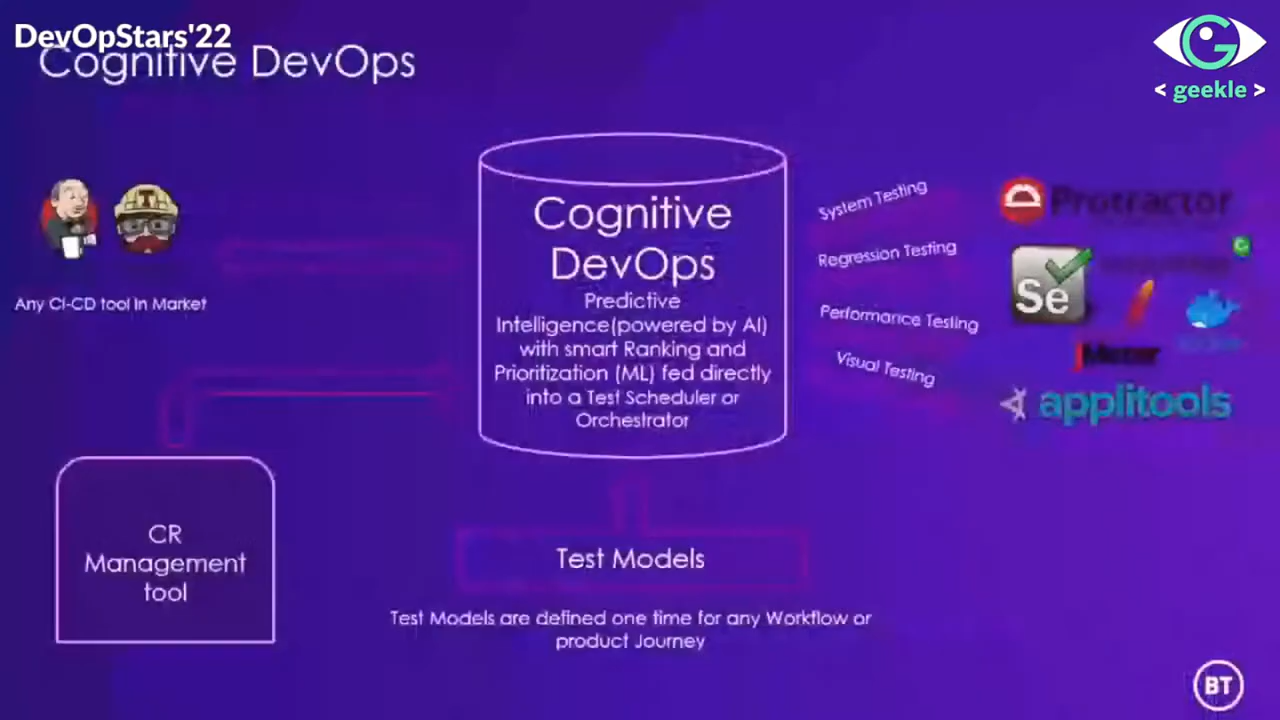 DevOpStars'22
Cognitive DevOps
< geekle >
Any CI-CD tool in Market
Cognitive
DevOps
Predictive
Intelligence(powered by AI)
with smart Ranking and
Prioritization (ML) fed directly
into a Test Scheduler or
Orchestrator
System Testing
Regression Testing
Performance Testing
Visual Testing
Protractor
Se
Meter
applitools
CR
Management
tool
Test Models
Test Models are defined one time for any Workflow or
product Journey
BT